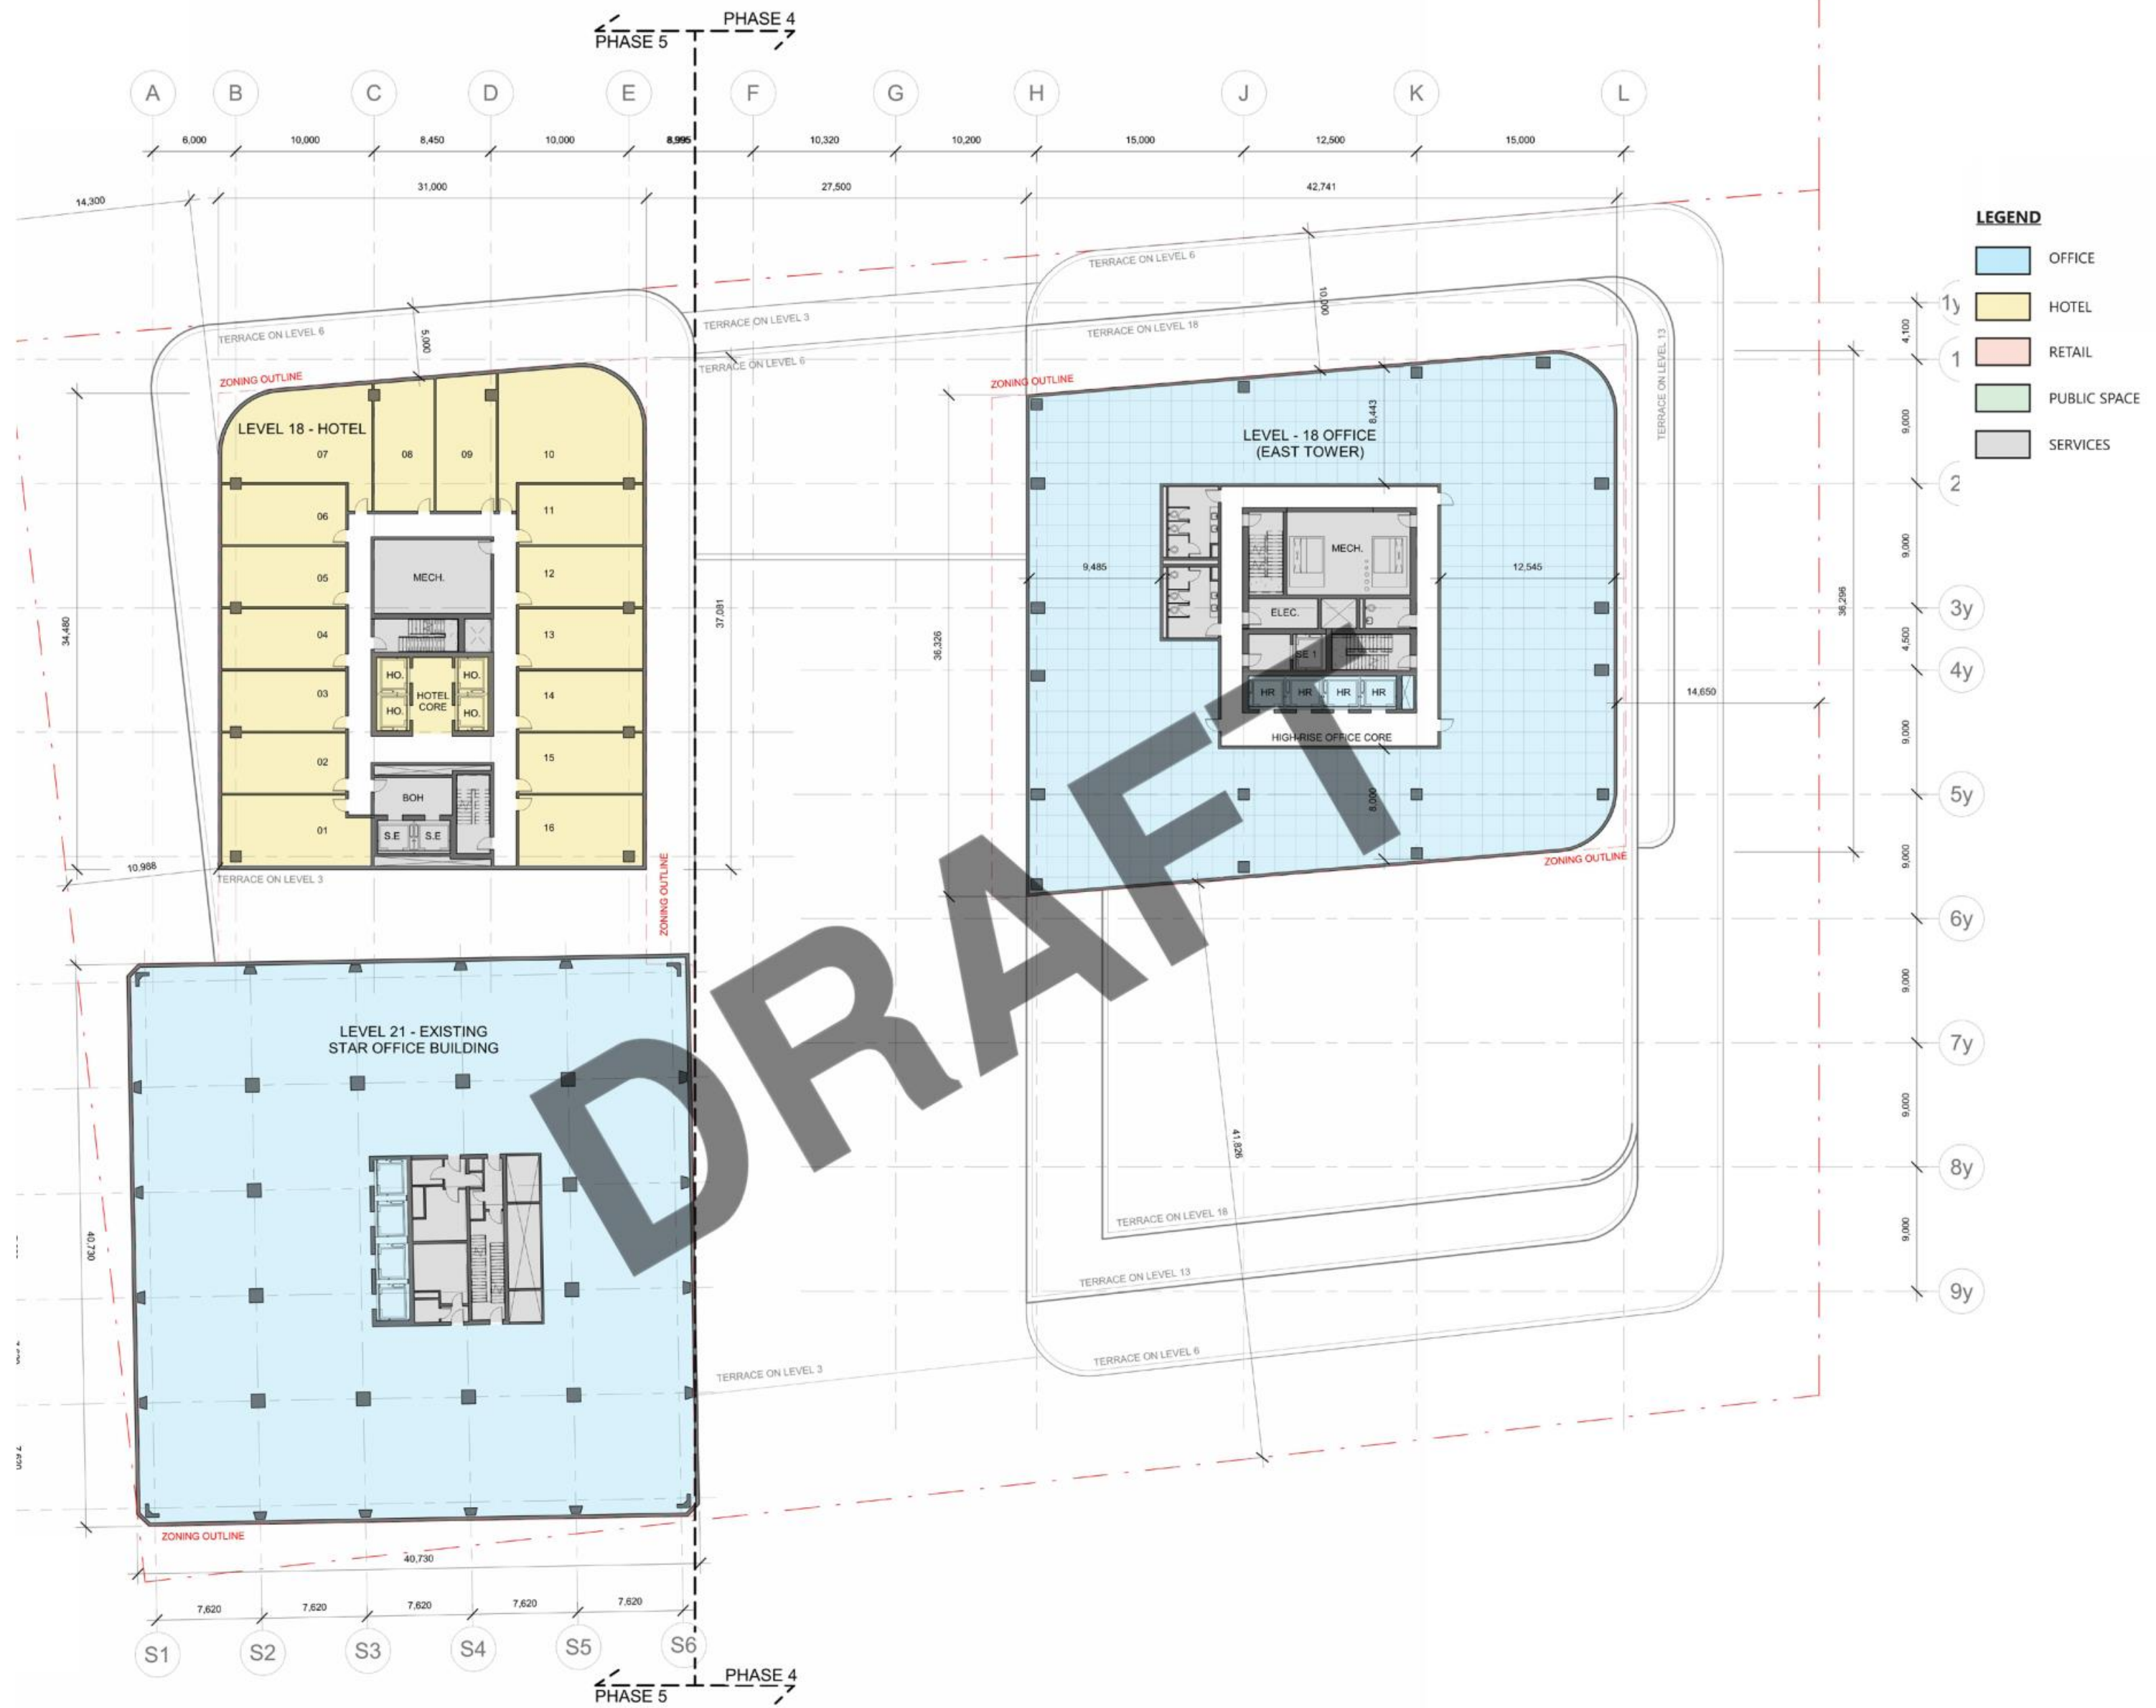 PHASE 4
PHASE 5
A B C D E F G H J K L
6,000 10,000 8,450 10,000 10,320 10,200 15,000 12,500 15,000
14,300 31,000 27,500 42,741
LEGEND
OFFICE
HOTEL
RETAIL
PUBLIC SPACE
SERVICES
TERRACE ON LEVEL 6
TERRACE ON LEVEL 6
TERRACE ON LEVEL 3
TERRACE ON LEVEL 18
TERRACE ON LEVEL 6
TERRACE ON LEVEL 13
5,000
10,000
ZONING OUTLINE
ZONING OUTLINE
LEVEL 18 - HOTEL
07 08 09 10
06 11
05 MECH. 12
04 13
03 HO. HO. 14
HOTEL
CORE
HO. HO.
02 15
BOH
01 S.E S.E 16
34,480
37,081
10,988
TERRACE ON LEVEL 3
ZONING OUTLINE
LEVEL - 18 OFFICE
(EAST TOWER)
8,443
MECH.
9,485 12,545
ELEC.
SE 1
HR HR HR HR
HIGH-RISE OFFICE CORE
8,000
36,326
36,296
14,650
ZONING OUTLINE
1y
4,100
1
9,000
2
9,000
3y
4,500
4y
9,000
5y
9,000
6y
9,000
7y
9,000
8y
9,000
9y
LEVEL 21 - EXISTING
STAR OFFICE BUILDING
DRAFT
41,826
40,730
TERRACE ON LEVEL 18
TERRACE ON LEVEL 13
TERRACE ON LEVEL 6
TERRACE ON LEVEL 3
7,620
ZONING OUTLINE
40,730
7,620 7,620 7,620 7,620 7,620
S1 S2 S3 S4 S5 S6
PHASE 4
PHASE 5